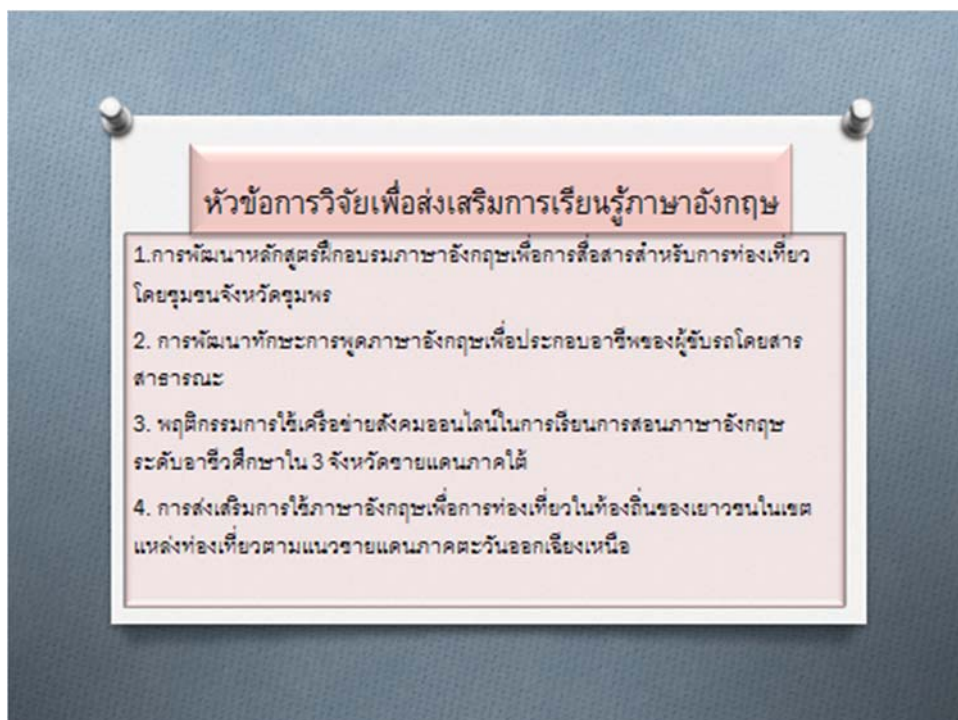 หัวข้อการวิจัยเพื่อส่งเสริมการเรียนรู้ภาษาอังกฤษ
1.การพัฒนาหลักสูตรฝึกอบรมภาษาอังกฤษเพื่อการสื่อสารสำหรับการท่องเที่ยว
โดยชุมชนจังหวัดชุมพร
2. การพัฒนาทักษะการพูดภาษาอังกฤษเพื่อประกอบอาชีพของผู้ขับรถโดยสาร
สาธารณะ
3. พฤติกรรมการใช้เครือข่ายสังคมออนไลน์ในการเรียนการสอนภาษาอังกฤษ
ระดับอาชีวศึกษาใน 3 จังหวัดชายแดนภาคใต้
4. การส่งเสริมการใช้ภาษาอังกฤษเพื่อการท่องเที่ยวในท้องถิ่นของเยาวชนในเขต
แหล่งท่องเที่ยวตามแนวชายแดนภาคตะวันออกเฉียงเหนือ